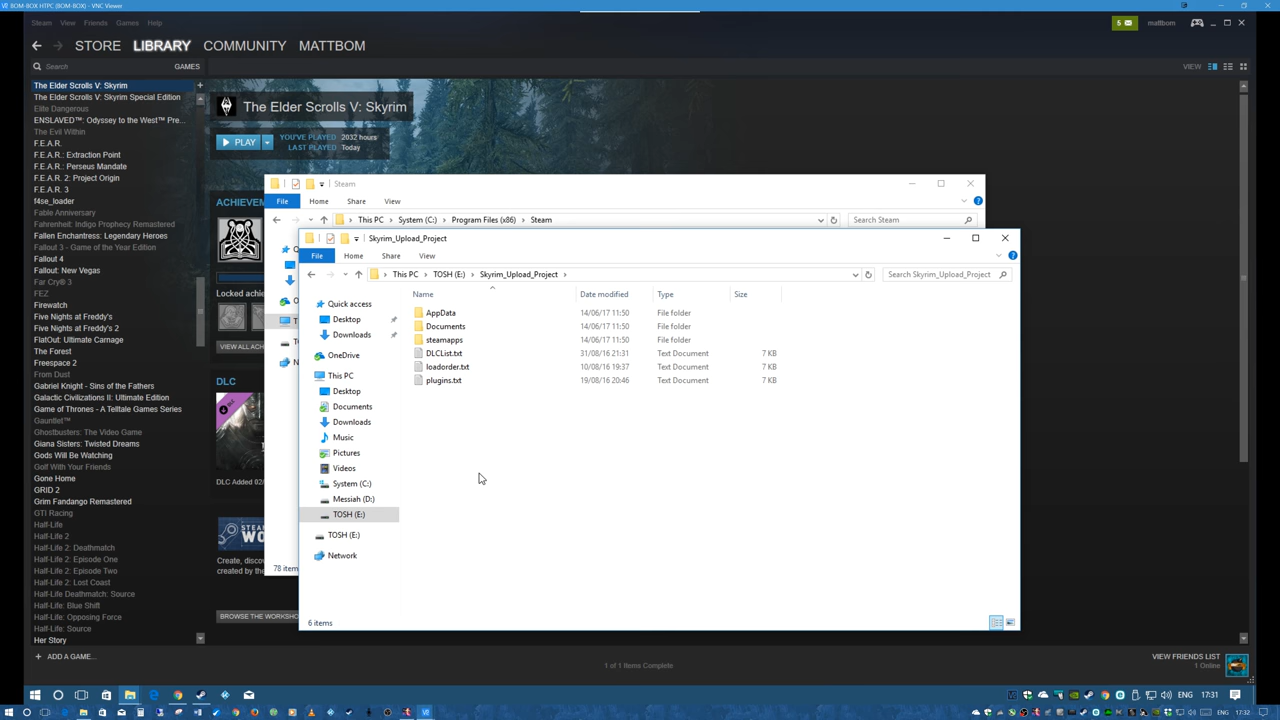 BOM-BOX HTPC (BOM-BOX) - VNC Viewer
Steam View Friends Games Help
5 mattbom
STORE LIBRARY COMMUNITY MATTBOM
Search GAMES VIEW
The Elder Scrolls V: Skyrim
The Elder Scrolls V: Skyrim Special Edition
Elite Dangerous
ENSLAVED™: Odyssey to the West™ Pre...
The Evil Within
F.E.A.R.
F.E.A.R.: Extraction Point
F.E.A.R.: Perseus Mandate
F.E.A.R. 2: Project Origin
F.E.A.R. 3
f4se_loader
Fable Anniversary
Fahrenheit: Indigo Prophecy Remastered
Fallen Enchantress: Legendary Heroes
Fallout 3 - Game of the Year Edition
Fallout 4
Fallout: New Vegas
Far Cry® 3
FEZ
Firewatch
Five Nights at Freddy's
Five Nights at Freddy's 2
FlatOut: Ultimate Carnage
The Forest
Freespace 2
From Dust
Gabriel Knight - Sins of the Fathers
Galactic Civilizations II: Ultimate Edition
Game of Thrones - A Telltale Games Series
Gauntlet™
Ghostbusters: The Video Game
Giana Sisters: Twisted Dreams
Gods Will Be Watching
Golf With Your Friends
Gone Home
GRID 2
Grim Fandango Remastered
GTI Racing
Half-Life
Half-Life 2
Half-Life 2: Deathmatch
Half-Life 2: Episode One
Half-Life 2: Episode Two
Half-Life 2: Lost Coast
Half-Life Deathmatch: Source
Half-Life: Blue Shift
Half-Life: Opposing Force
Half-Life: Source
Her Story
+ ADD A GAME...
The Elder Scrolls V: Skyrim
PLAY
YOU'VE PLAYED 2032 hours
LAST PLAYED Today
ACHIEVEM
Locked achie
VIEW ALL ACH
DLC
DLC Added 02/
STEAM
WO
Create, disco
created by the
BROWSE THE WORKSHO
Steam
File Home Share View
This PC System (C:) Program Files (x86) Steam Search Steam
78 item
Skyrim_Upload_Project
File Home Share View
This PC TOSH (E:) Skyrim_Upload_Project Search Skyrim_Upload_Project
Name Date modified Type Size
AppData 14/06/17 11:50 File folder
Documents 14/06/17 11:50 File folder
steamapps 14/06/17 11:50 File folder
DLCList.txt 31/08/16 21:31 Text Document 7 KB
loadorder.txt 10/08/16 19:37 Text Document 7 KB
plugins.txt 19/08/16 20:46 Text Document 7 KB
Quick access
Desktop
Downloads
OneDrive
This PC
Desktop
Documents
Downloads
Music
Pictures
Videos
System (C:)
Messiah (D:)
TOSH (E:)
TOSH (E:)
Network
6 items
1 of 1 Items Complete
VIEW FRIENDS LIST
1 Online
ENG 17:31
ENG 17:32